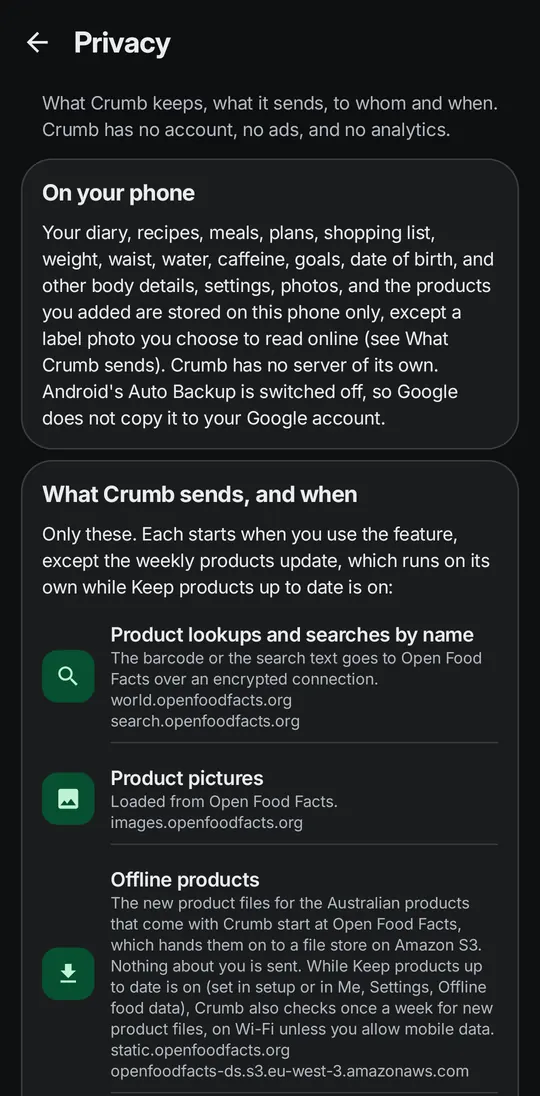 Privacy
What Crumb keeps, what it sends, to whom and when.
Crumb has no account, no ads, and no analytics.
On your phone
Your diary, recipes, meals, plans, shopping list,
weight, waist, water, caffeine, goals, date of birth, and
other body details, settings, photos, and the products
you added are stored on this phone only, except a
label photo you choose to read online (see What
Crumb sends). Crumb has no server of its own.
Android's Auto Backup is switched off, so Google
does not copy it to your Google account.
What Crumb sends, and when
Only these. Each starts when you use the feature,
except the weekly products update, which runs on its
own while Keep products up to date is on:
Product lookups and searches by name
The barcode or the search text goes to Open Food
Facts over an encrypted connection.
world.openfoodfacts.org
search.openfoodfacts.org
Product pictures
Loaded from Open Food Facts.
images.openfoodfacts.org
Offline products
The new product files for the Australian products
that come with Crumb start at Open Food Facts,
which hands them on to a file store on Amazon S3.
Nothing about you is sent. While Keep products up
to date is on (set in setup or in Me, Settings, Offline
food data), Crumb also checks once a week for new
product files, on Wi-Fi unless you allow mobile data.
static.openfoodfacts.org
openfoodfacts-ds.s3.eu-west-3.amazonaws.com